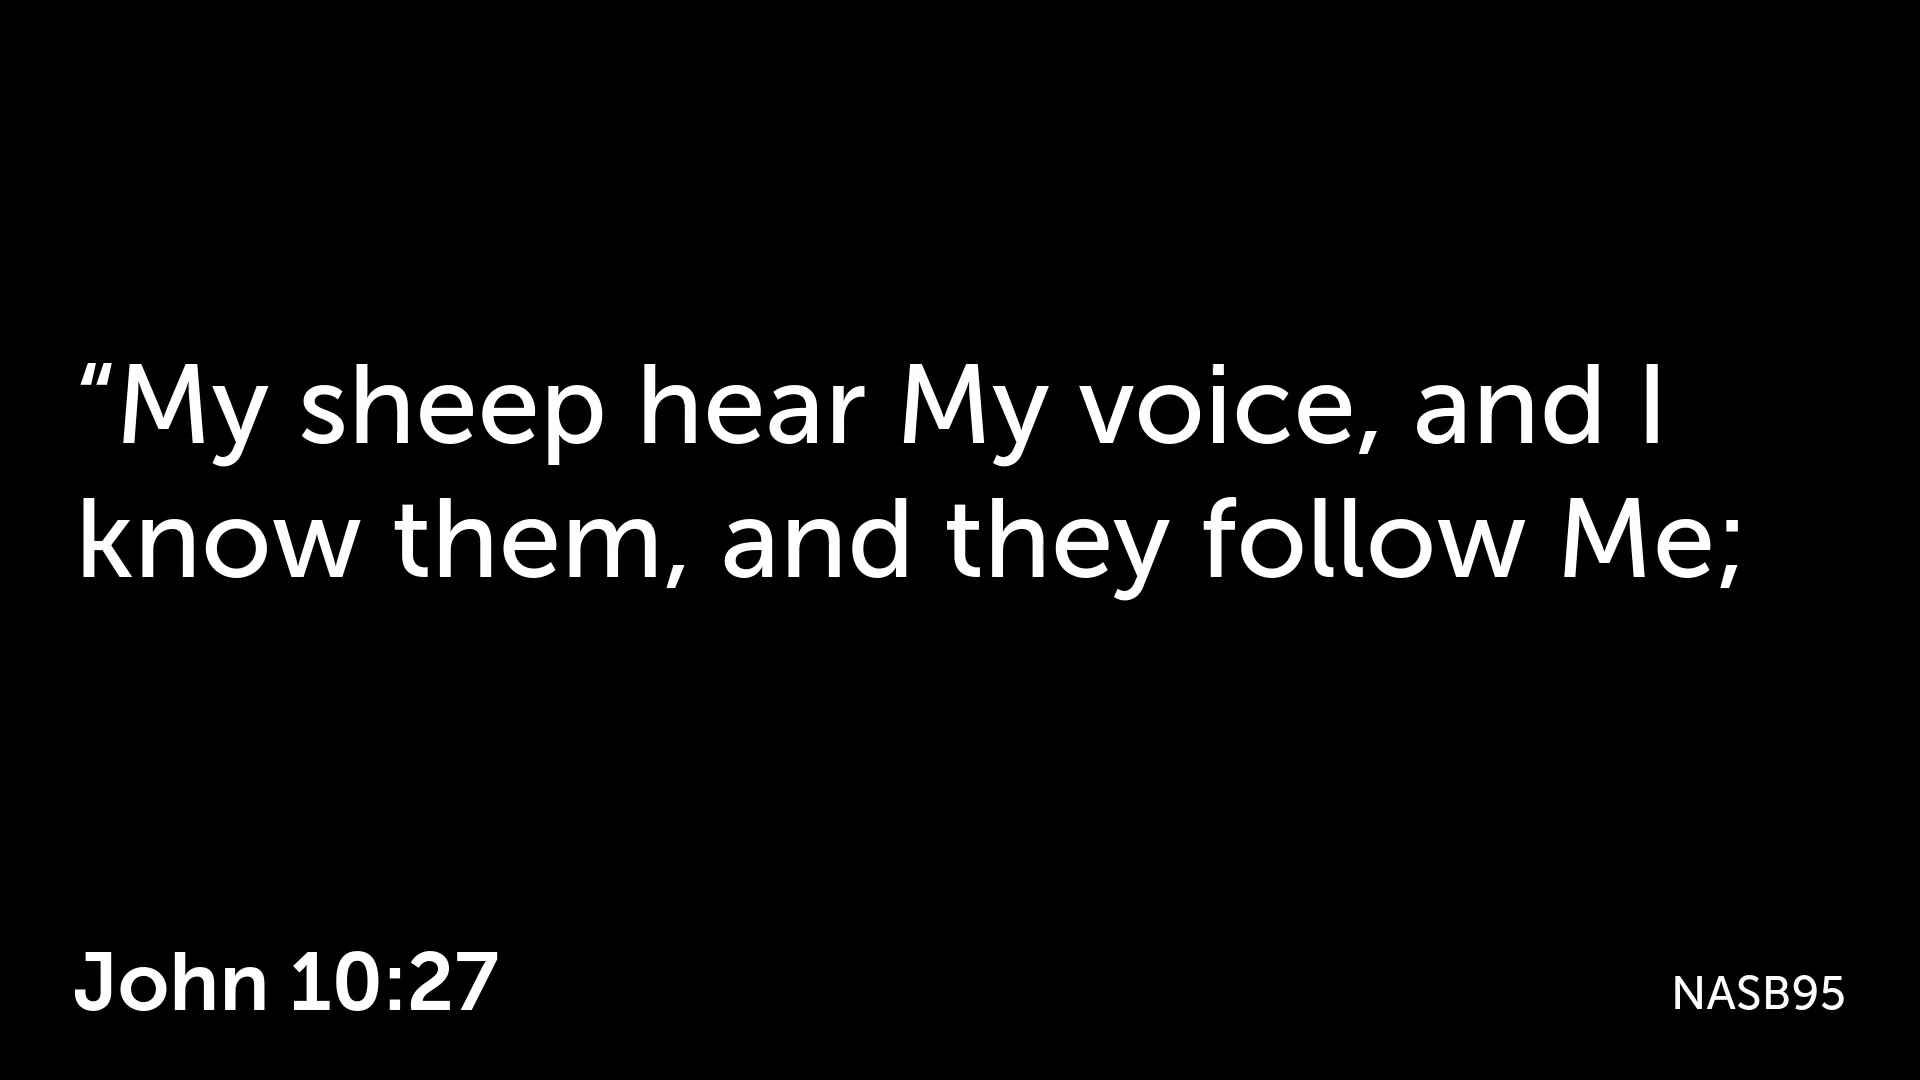 “My sheep hear My voice, and I
know them, and they follow Me;
John 10:27
NASB95